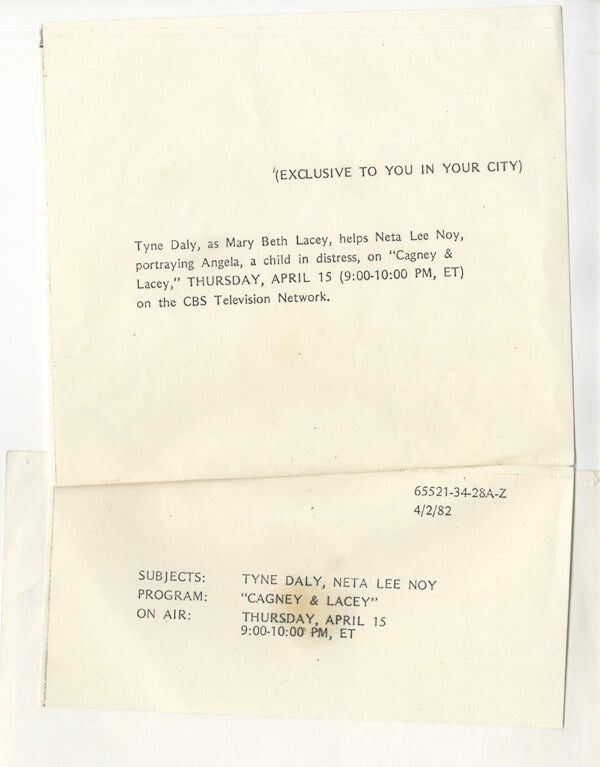 (EXCLUSIVE TO YOU IN YOUR CITY)
Tyne Daly, as Mary Beth Lacey, helps Neta Lee Noy,
portraying Angela, a child in distress, on "Cagney &
Lacey," THURSDAY, APRIL 15 (9:00-10:00 PM, ET)
on the CBS Television Network.
65521-34-28A-Z
4/2/82
SUBJECTS: TYNE DALY, NETA LEE NOY
PROGRAM: "CAGNEY & LACEY"
ON AIR: THURSDAY, APRIL 15
9:00-10:00 PM, ET